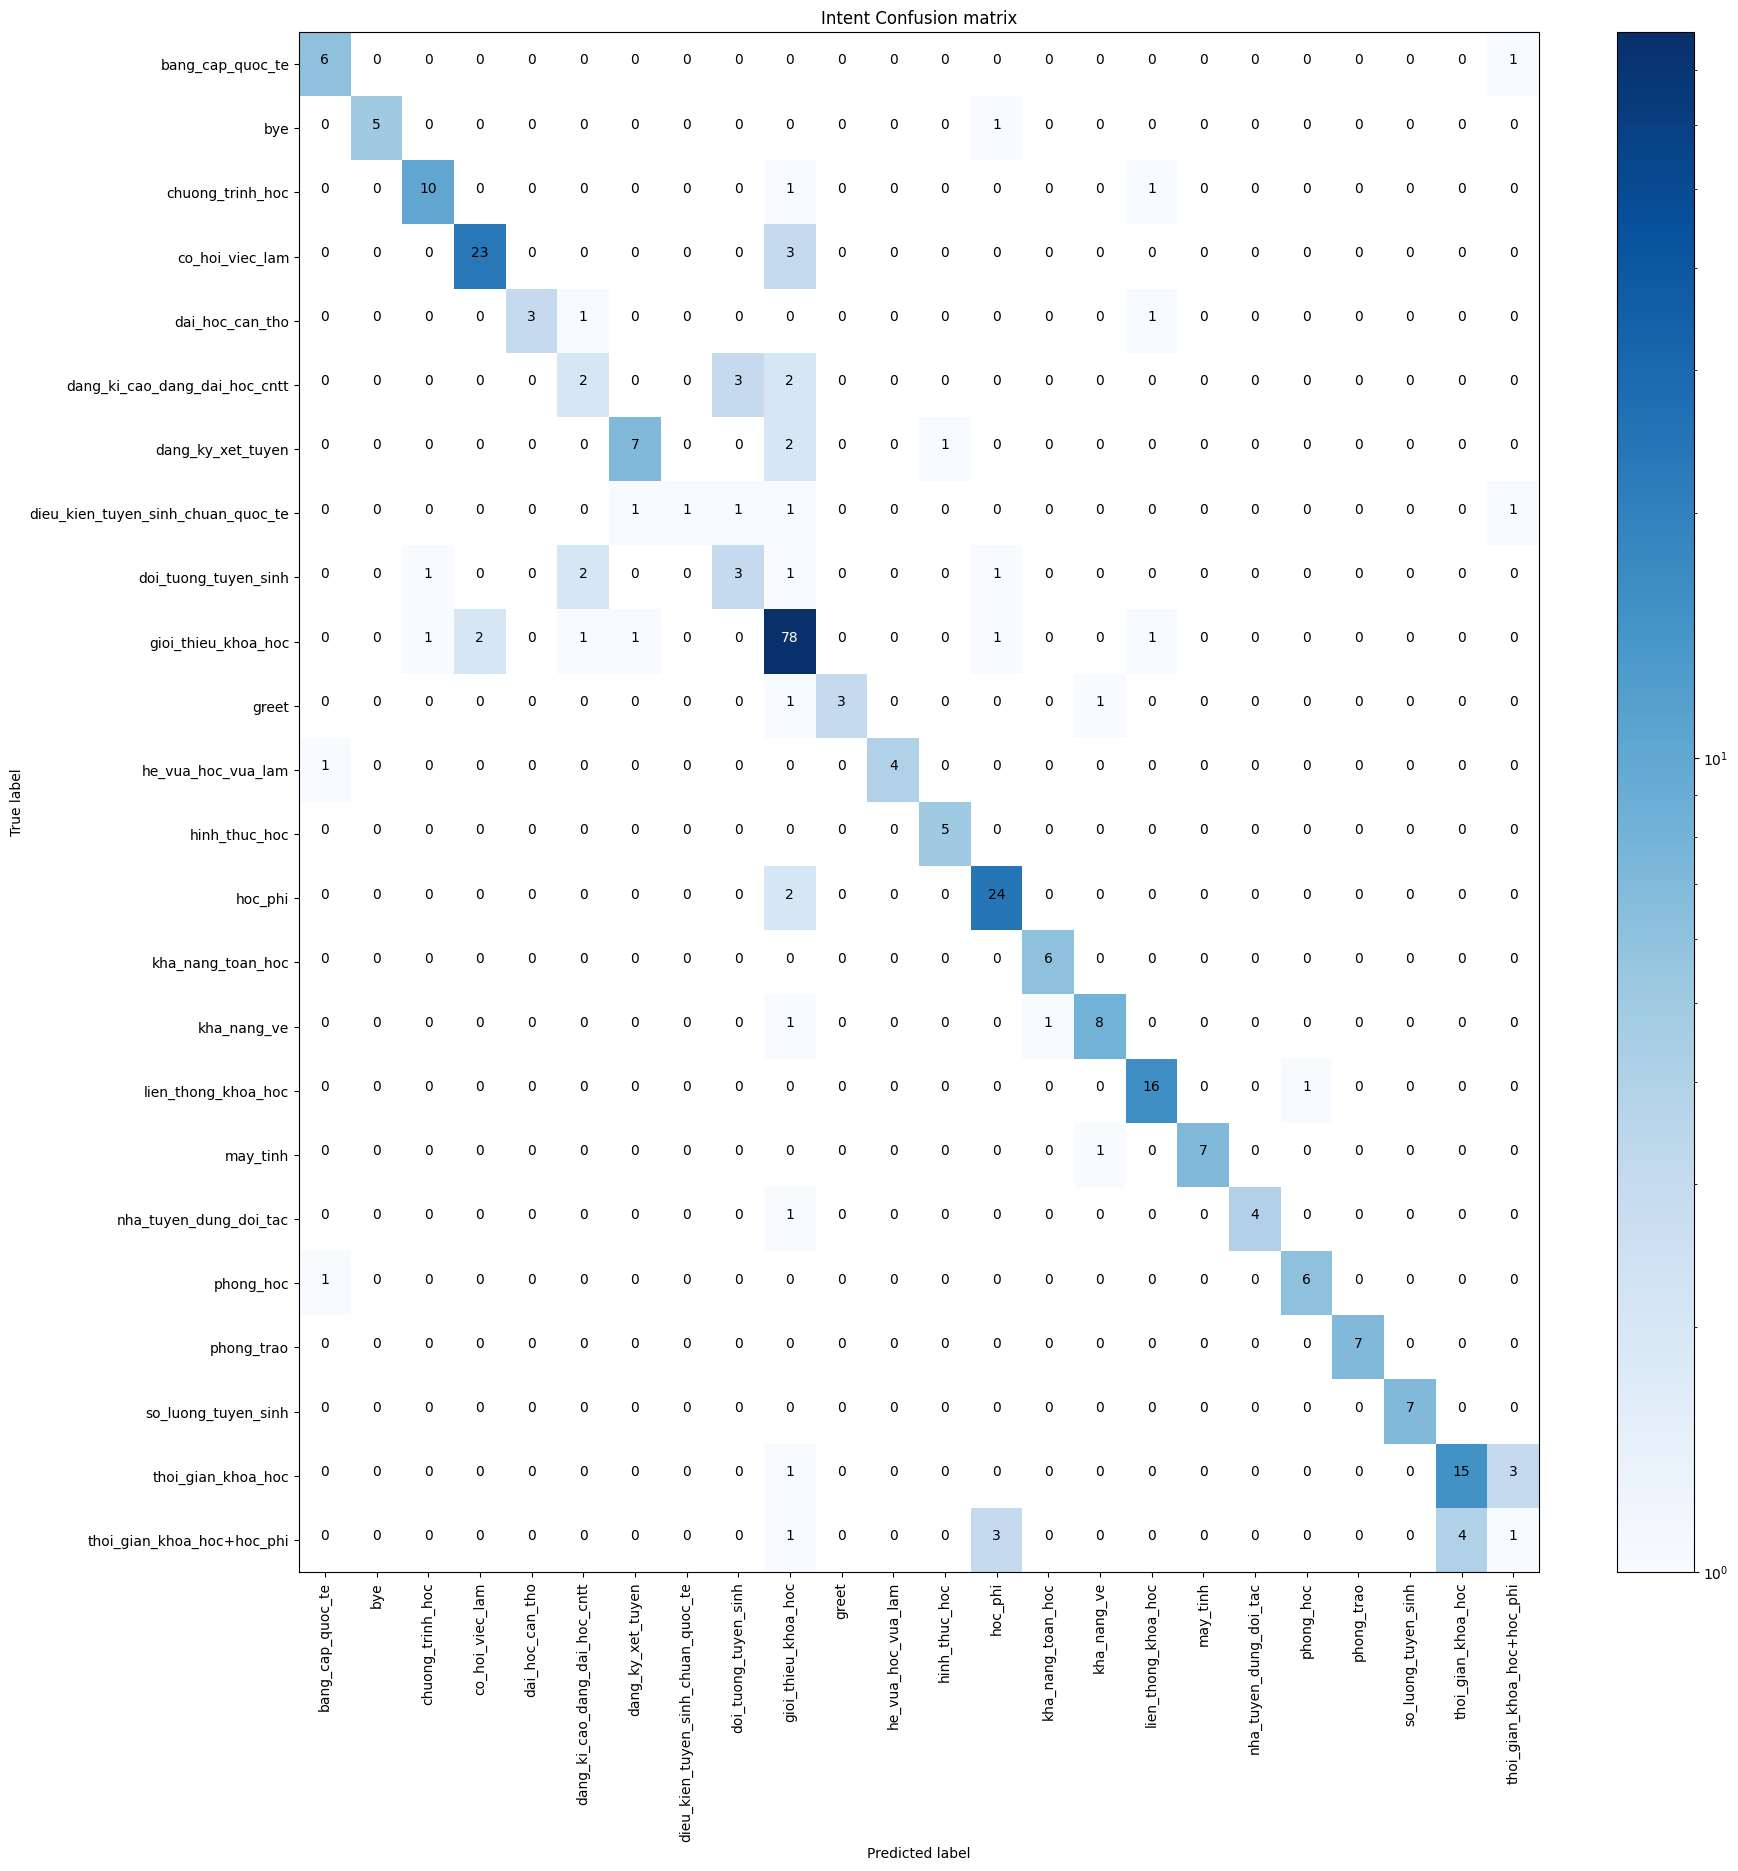 Intent Confusion matrix
bang_cap_quoc_te 6 0 0 0 0 0 0 0 0 0 0 0 0 0 0 0 0 0 0 0 0 0 0 1
bye 0 5 0 0 0 0 0 0 0 0 0 0 0 1 0 0 0 0 0 0 0 0 0 0
chuong_trinh_hoc 0 0 10 0 0 0 0 0 0 1 0 0 0 0 0 0 1 0 0 0 0 0 0 0
co_hoi_viec_lam 0 0 0 23 0 0 0 0 0 3 0 0 0 0 0 0 0 0 0 0 0 0 0 0
dai_hoc_can_tho 0 0 0 0 3 1 0 0 0 0 0 0 0 0 0 0 1 0 0 0 0 0 0 0
dang_ki_cao_dang_dai_hoc_cntt 0 0 0 0 0 2 0 0 3 2 0 0 0 0 0 0 0 0 0 0 0 0 0 0
dang_ky_xet_tuyen 0 0 0 0 0 0 7 0 0 2 0 0 1 0 0 0 0 0 0 0 0 0 0 0
dieu_kien_tuyen_sinh_chuan_quoc_te 0 0 0 0 0 0 1 1 1 1 0 0 0 0 0 0 0 0 0 0 0 0 0 1
doi_tuong_tuyen_sinh 0 0 1 0 0 2 0 0 3 1 0 0 0 1 0 0 0 0 0 0 0 0 0 0
gioi_thieu_khoa_hoc 0 0 1 2 0 1 1 0 0 78 0 0 0 1 0 0 1 0 0 0 0 0 0 0
greet 0 0 0 0 0 0 0 0 0 1 3 0 0 0 0 1 0 0 0 0 0 0 0 0
he_vua_hoc_vua_lam 1 0 0 0 0 0 0 0 0 0 0 4 0 0 0 0 0 0 0 0 0 0 0 0
hinh_thuc_hoc 0 0 0 0 0 0 0 0 0 0 0 0 5 0 0 0 0 0 0 0 0 0 0 0
hoc_phi 0 0 0 0 0 0 0 0 0 2 0 0 0 24 0 0 0 0 0 0 0 0 0 0
kha_nang_toan_hoc 0 0 0 0 0 0 0 0 0 0 0 0 0 0 6 0 0 0 0 0 0 0 0 0
kha_nang_ve 0 0 0 0 0 0 0 0 0 1 0 0 0 0 1 8 0 0 0 0 0 0 0 0
lien_thong_khoa_hoc 0 0 0 0 0 0 0 0 0 0 0 0 0 0 0 0 16 0 0 1 0 0 0 0
may_tinh 0 0 0 0 0 0 0 0 0 0 0 0 0 0 0 1 0 7 0 0 0 0 0 0
nha_tuyen_dung_doi_tac 0 0 0 0 0 0 0 0 0 1 0 0 0 0 0 0 0 0 4 0 0 0 0 0
phong_hoc 1 0 0 0 0 0 0 0 0 0 0 0 0 0 0 0 0 0 0 6 0 0 0 0
phong_trao 0 0 0 0 0 0 0 0 0 0 0 0 0 0 0 0 0 0 0 0 7 0 0 0
so_luong_tuyen_sinh 0 0 0 0 0 0 0 0 0 0 0 0 0 0 0 0 0 0 0 0 0 7 0 0
thoi_gian_khoa_hoc 0 0 0 0 0 0 0 0 0 1 0 0 0 0 0 0 0 0 0 0 0 0 15 3
thoi_gian_khoa_hoc+hoc_phi 0 0 0 0 0 0 0 0 0 1 0 0 0 3 0 0 0 0 0 0 0 0 4 1
True label
bang_cap_quoc_te
bye
chuong_trinh_hoc
co_hoi_viec_lam
dai_hoc_can_tho
dang_ki_cao_dang_dai_hoc_cntt
dang_ky_xet_tuyen
dieu_kien_tuyen_sinh_chuan_quoc_te
doi_tuong_tuyen_sinh
gioi_thieu_khoa_hoc
greet
he_vua_hoc_vua_lam
hinh_thuc_hoc
hoc_phi
kha_nang_toan_hoc
kha_nang_ve
lien_thong_khoa_hoc
may_tinh
nha_tuyen_dung_doi_tac
phong_hoc
phong_trao
so_luong_tuyen_sinh
thoi_gian_khoa_hoc
thoi_gian_khoa_hoc+hoc_phi
Predicted label
10¹
10⁰